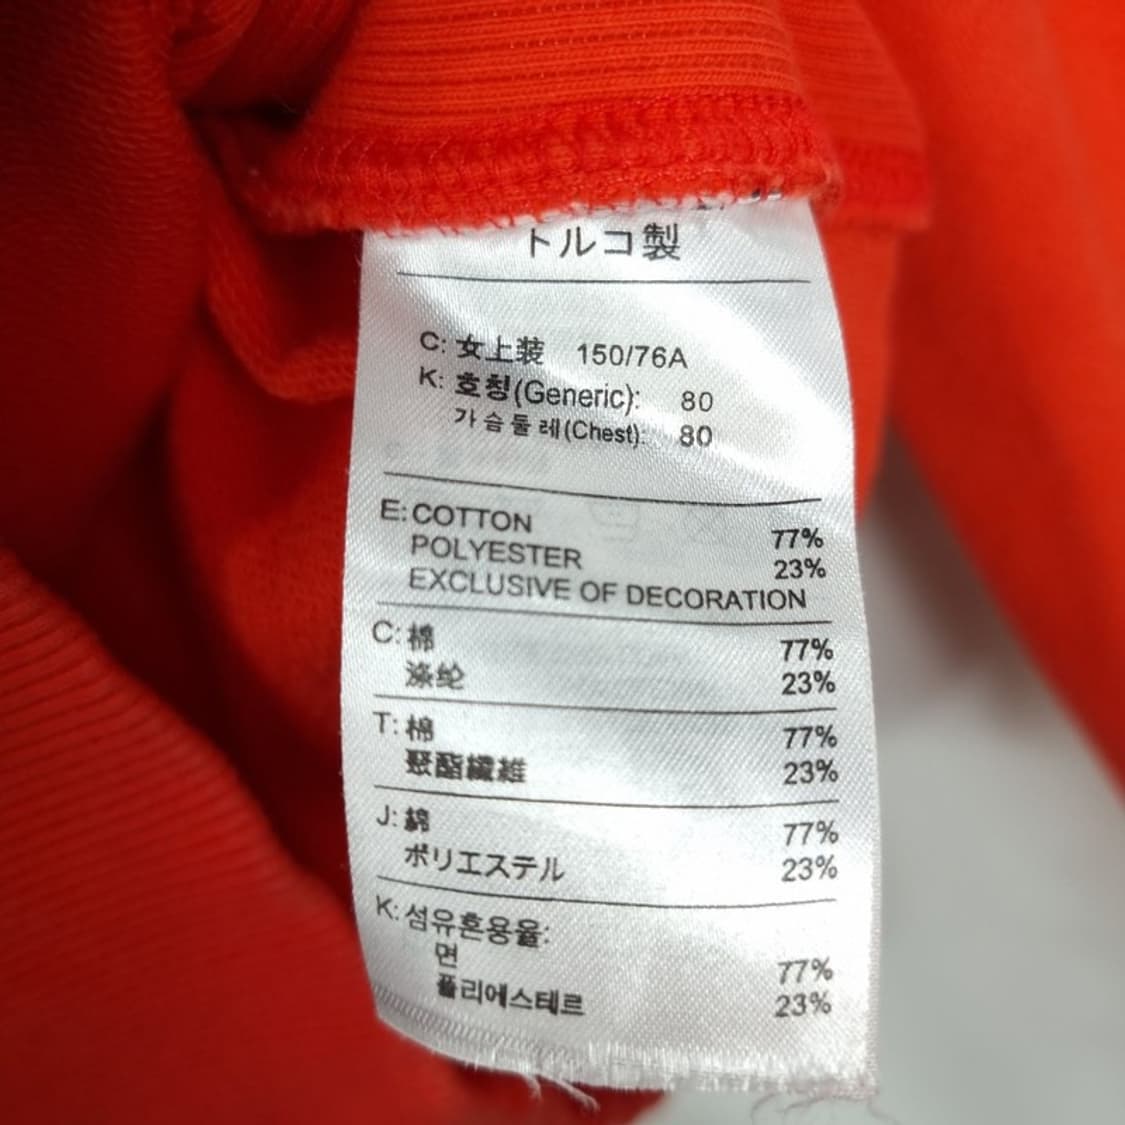 トルコ製
C: 女上装 150/76A
K: 호칭(Generic): 80
가슴둘레(Chest): 80
E: COTTON 77%
POLYESTER 23%
EXCLUSIVE OF DECORATION
C: 棉 77%
涤纶 23%
T: 棉 77%
聚酯纖維 23%
J: 綿 77%
ポリエステル 23%
K: 섬유혼용율:
면 77%
폴리에스테르 23%